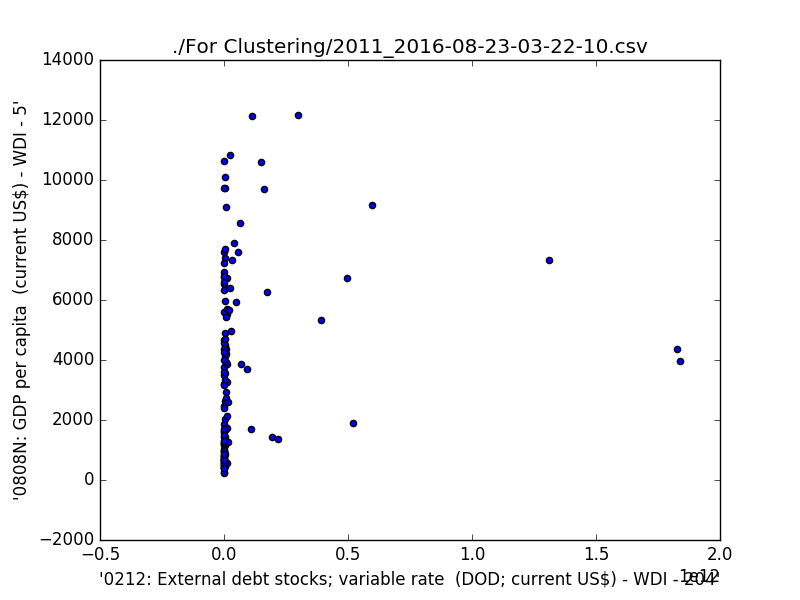 ./For Clustering/2011_2016-08-23-03-22-10.csv
14000
12000
10000
8000
6000
4000
2000
0
−2000
'0808N: GDP per capita  (current US$) - WDI - 5'
−0.5 0.0 0.5 1.0 1.5 2.0
1e12
'0212: External debt stocks; variable rate  (DOD; current US$) - WDI - 204'